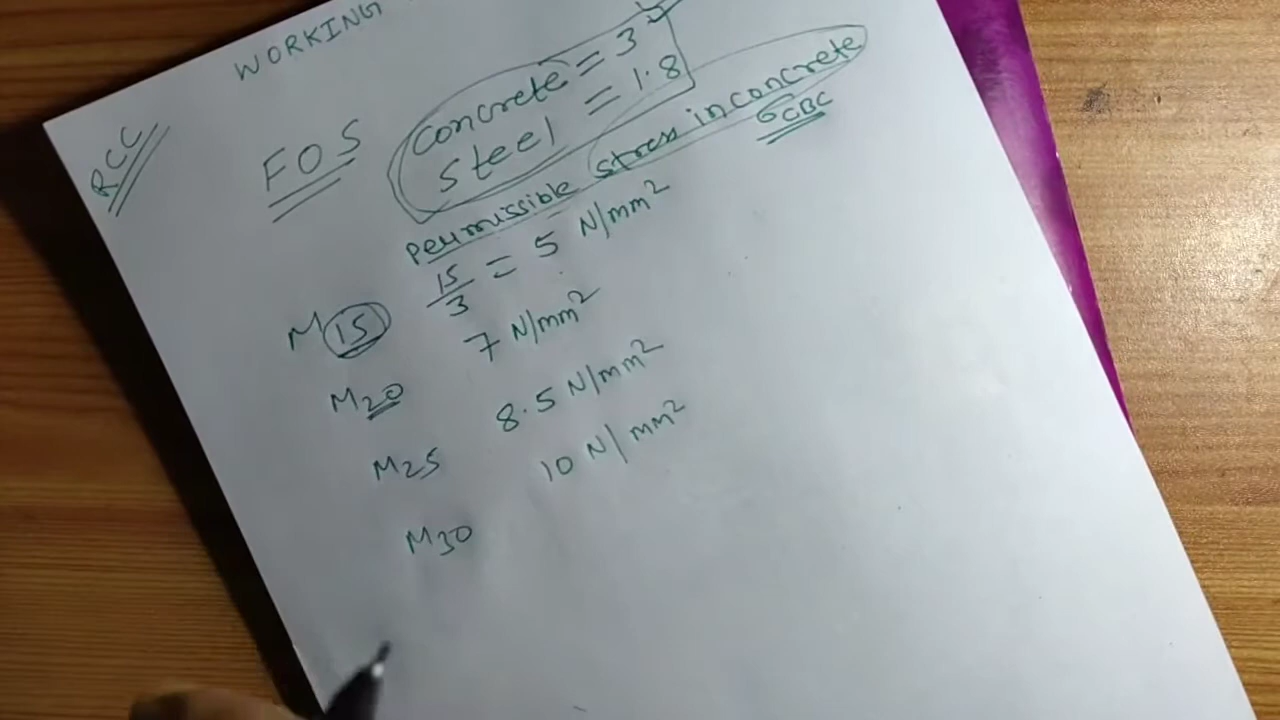 WORKING
RCC
FOS
Concrete = 3
Steel = 1.8
Permissible stress in concrete
σCBC
M15 15/3 = 5 N/mm²
M20 7 N/mm²
M25 8.5 N/mm²
M30 10 N/mm²